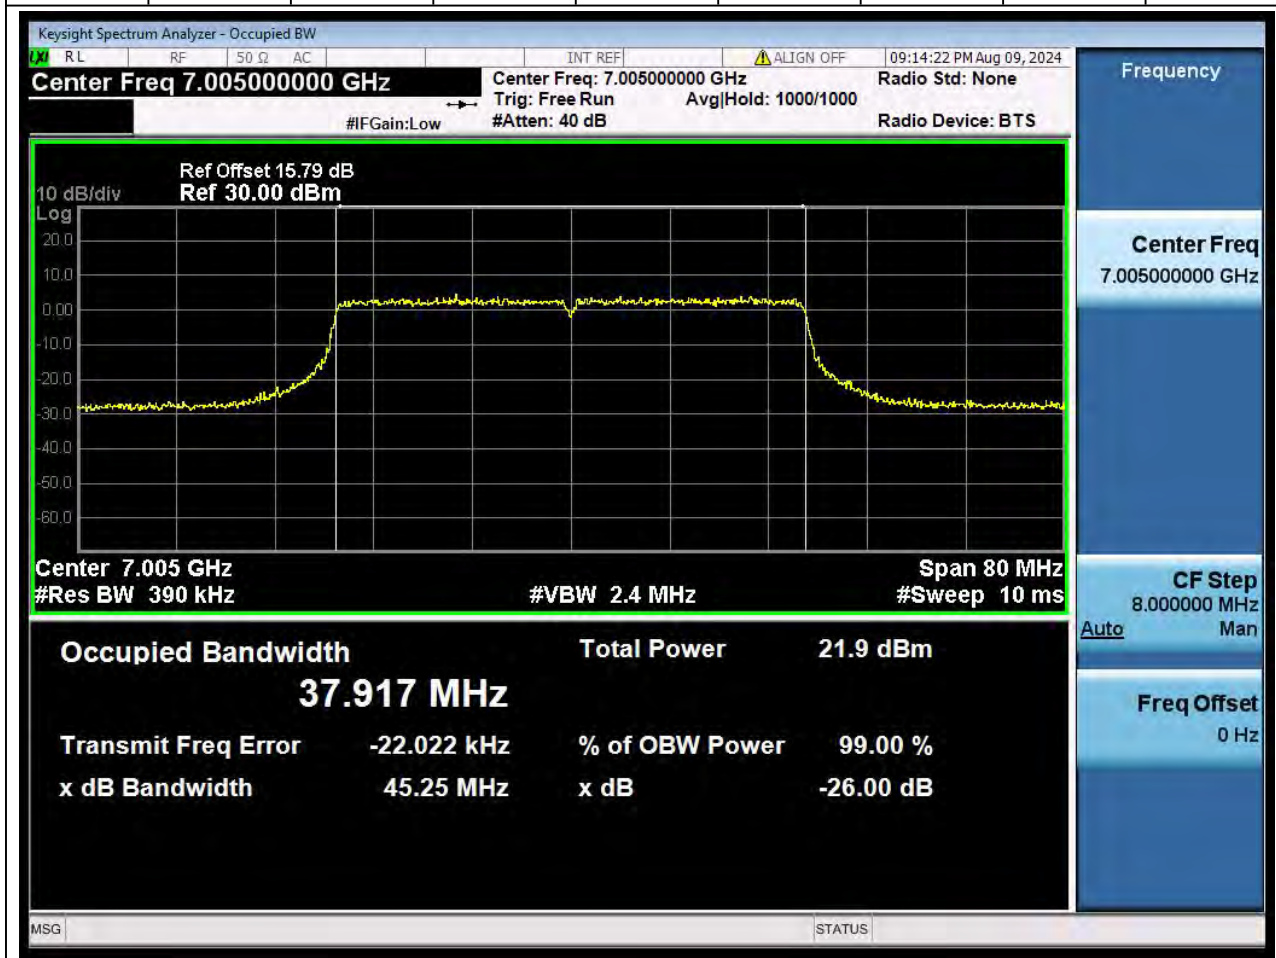 Keysight Spectrum Analyzer - Occupied BW
LXI RL RF 50 Ω AC INT REF ALIGN OFF 09:14:22 PM Aug 09, 2024
Center Freq 7.005000000 GHz
Center Freq: 7.005000000 GHz
Radio Std: None
Trig: Free Run Avg|Hold: 1000/1000
#IFGain:Low
#Atten: 40 dB
Radio Device: BTS
Ref Offset 15.79 dB
10 dB/div Ref 30.00 dBm
Log
20.0
10.0
0.00
-10.0
-20.0
-30.0
-40.0
-50.0
-60.0
Center 7.005 GHz Span 80 MHz
#Res BW 390 kHz #VBW 2.4 MHz #Sweep 10 ms
Occupied Bandwidth Total Power 21.9 dBm
37.917 MHz
Transmit Freq Error -22.022 kHz % of OBW Power 99.00 %
x dB Bandwidth 45.25 MHz x dB -26.00 dB
MSG STATUS
Frequency
Center Freq
7.005000000 GHz
CF Step
8.000000 MHz
Auto Man
Freq Offset
0 Hz